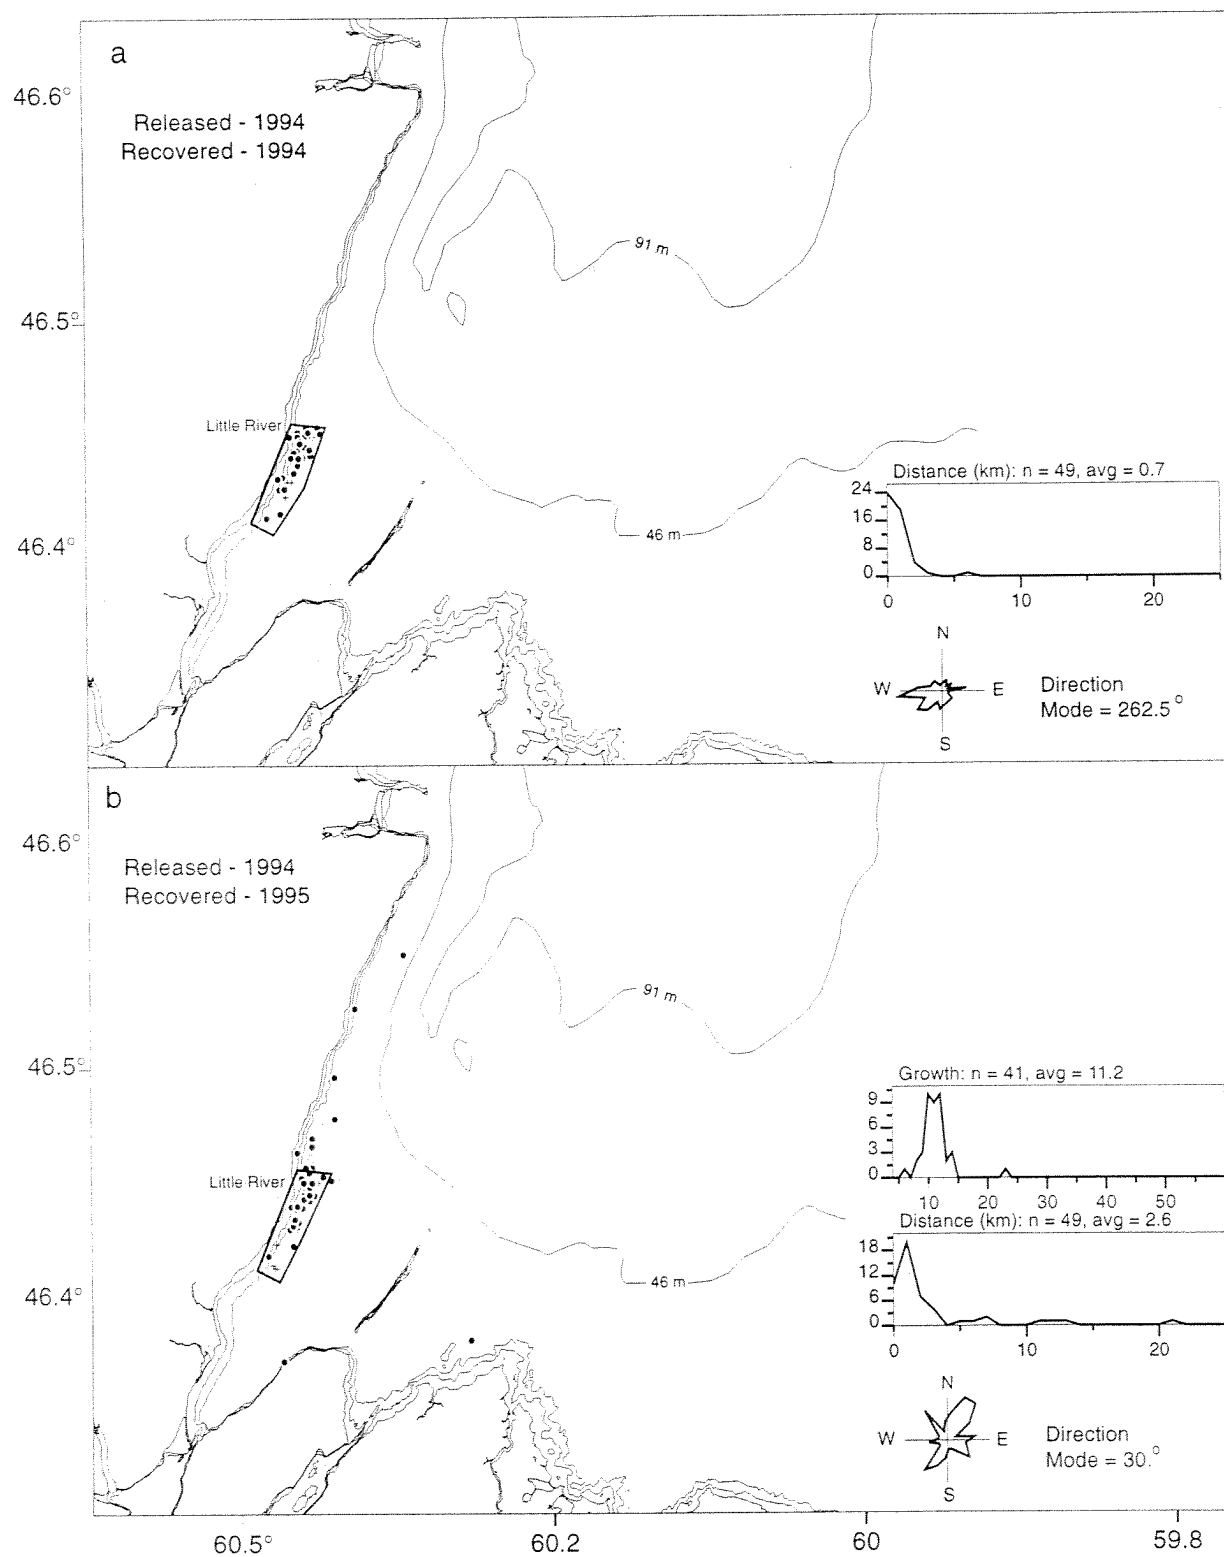 a
46.6°
Released - 1994
Recovered - 1994
91 m
46.5°
Little River
Distance (km): n = 49, avg = 0.7
24
16
8
0
46 m
46.4°
0 10 20
N
W E
S
Direction
Mode = 262.5°
b
46.6°
Released - 1994
Recovered - 1995
91 m
46.5°
Growth: n = 41, avg = 11.2
9
6
3
0
10 20 30 40 50
Little River
Distance (km): n = 49, avg = 2.6
18
12
6
0
46 m
46.4°
0 10 20
N
W E
S
Direction
Mode = 30.°
60.5° 60.2 60 59.8